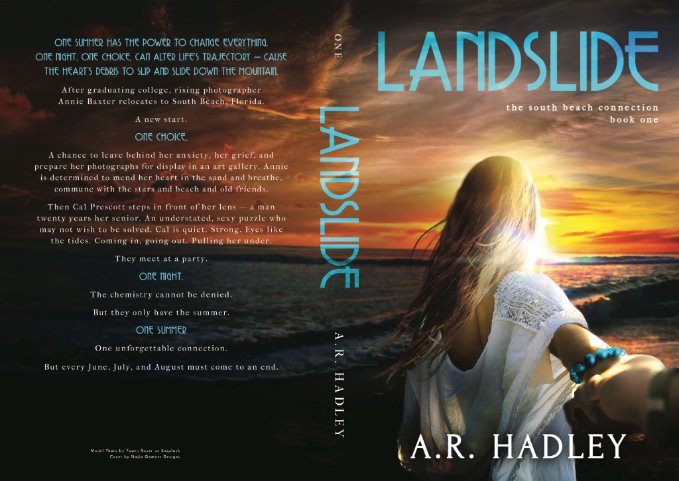 ONE SUMMER HAS THE POWER TO CHANGE EVERYTHING.
ONE NIGHT, ONE CHOICE, CAN ALTER LIFE'S TRAJECTORY — CAUSE
THE HEART'S DEBRIS TO SLIP AND SLIDE DOWN THE MOUNTAIN.
After graduating college, rising photographer
Annie Baxter relocates to South Beach, Florida.
A new start.
ONE CHOICE.
A chance to leave behind her anxiety, her grief, and
prepare her photographs for display in an art gallery. Annie
is determined to mend her heart in the sand and breathe,
commune with the stars and beach and old friends.
Then Cal Prescott steps in front of her lens — a man
twenty years her senior. An understated, sexy puzzle who
may not wish to be solved. Cal is quiet. Strong. Eyes like
the tides. Coming in, going out. Pulling her under.
They meet at a party.
ONE NIGHT.
The chemistry cannot be denied.
But they only have the summer.
ONE SUMMER
One unforgettable connection.
But every June, July, and August must come to an end.
Model Photo by
Cover by Najla Qamber Designs
ONE
LANDSLIDE
A.R. HADLEY
LANDSLIDE
the south beach connection
book one
A.R. HADLEY